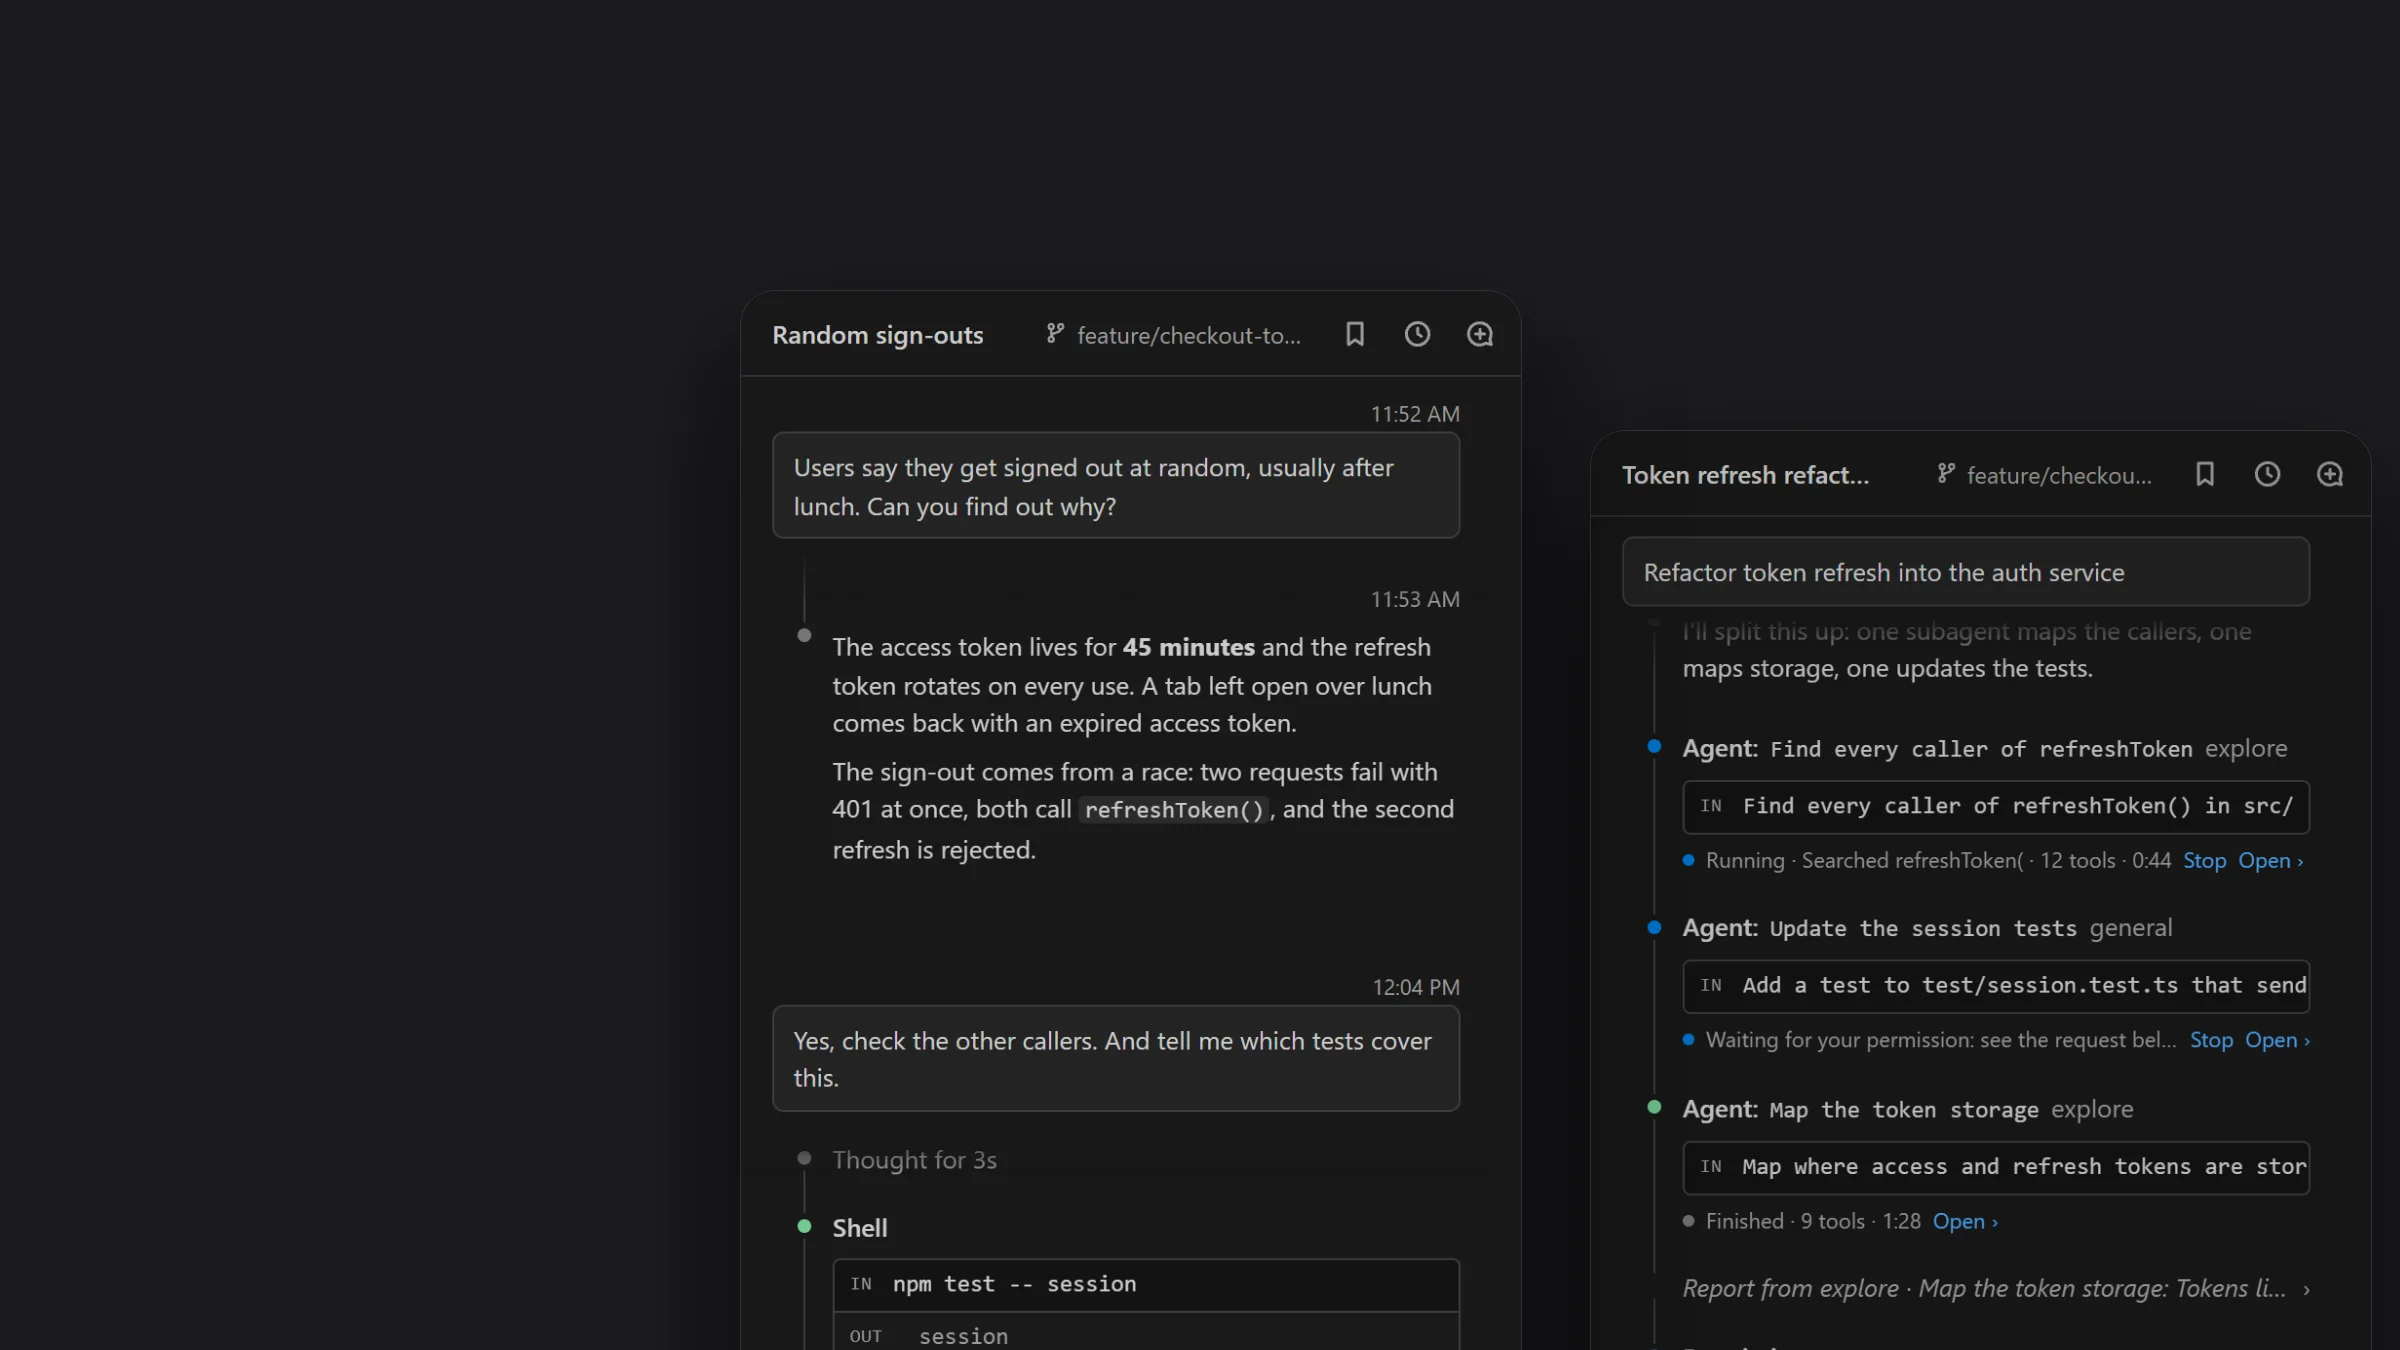 Random sign-outs
feature/checkout-to...
11:52 AM
Users say they get signed out at random, usually after
lunch. Can you find out why?
11:53 AM
The access token lives for 45 minutes and the refresh
token rotates on every use. A tab left open over lunch
comes back with an expired access token.
The sign-out comes from a race: two requests fail with
401 at once, both call refreshToken(), and the second
refresh is rejected.
12:04 PM
Yes, check the other callers. And tell me which tests cover
this.
Thought for 3s
Shell
IN npm test -- session
OUT session
Token refresh refact...
feature/checkou...
Refactor token refresh into the auth service
I'll split this up: one subagent maps the callers, one
maps storage, one updates the tests.
Agent: Find every caller of refreshToken explore
IN Find every caller of refreshToken() in src/
Running · Searched refreshToken( · 12 tools · 0:44 Stop Open ›
Agent: Update the session tests general
IN Add a test to test/session.test.ts that send
Waiting for your permission: see the request bel... Stop Open ›
Agent: Map the token storage explore
IN Map where access and refresh tokens are stor
Finished · 9 tools · 1:28 Open ›
Report from explore · Map the token storage: Tokens li... ›